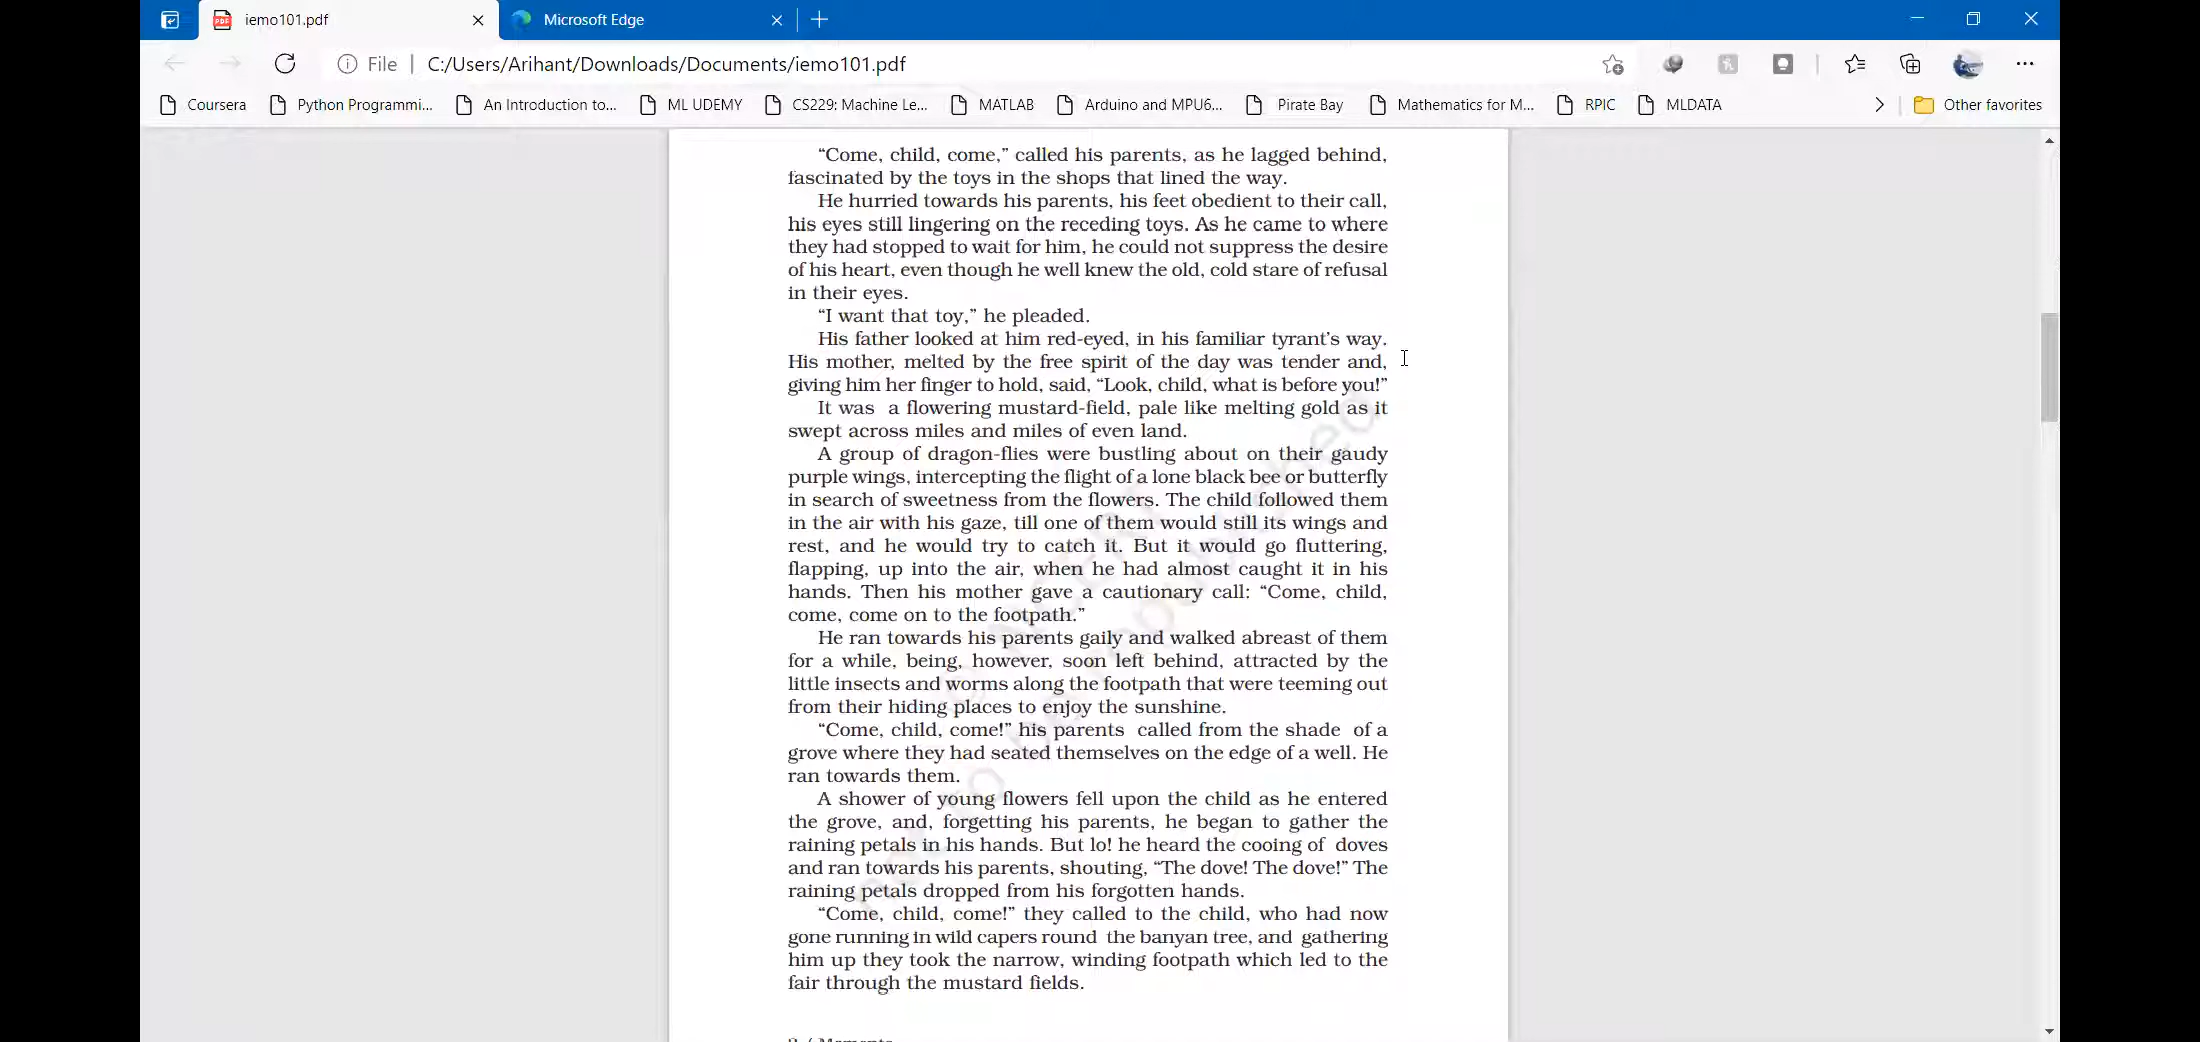 iemo101.pdf
Microsoft Edge
File
C:/Users/Arihant/Downloads/Documents/iemo101.pdf
Coursera
Python Programmi...
An Introduction to...
ML UDEMY
CS229: Machine Le...
MATLAB
Arduino and MPU6...
Pirate Bay
Mathematics for M...
RPIC
MLDATA
Other favorites
“Come, child, come,” called his parents, as he lagged behind,
fascinated by the toys in the shops that lined the way.
He hurried towards his parents, his feet obedient to their call,
his eyes still lingering on the receding toys. As he came to where
they had stopped to wait for him, he could not suppress the desire
of his heart, even though he well knew the old, cold stare of refusal
in their eyes.
“I want that toy,” he pleaded.
His father looked at him red-eyed, in his familiar tyrant’s way.
His mother, melted by the free spirit of the day was tender and,
giving him her finger to hold, said, “Look, child, what is before you!”
It was a flowering mustard-field, pale like melting gold as it
swept across miles and miles of even land.
A group of dragon-flies were bustling about on their gaudy
purple wings, intercepting the flight of a lone black bee or butterfly
in search of sweetness from the flowers. The child followed them
in the air with his gaze, till one of them would still its wings and
rest, and he would try to catch it. But it would go fluttering,
flapping, up into the air, when he had almost caught it in his
hands. Then his mother gave a cautionary call: “Come, child,
come, come on to the footpath.”
He ran towards his parents gaily and walked abreast of them
for a while, being, however, soon left behind, attracted by the
little insects and worms along the footpath that were teeming out
from their hiding places to enjoy the sunshine.
“Come, child, come!” his parents called from the shade of a
grove where they had seated themselves on the edge of a well. He
ran towards them.
A shower of young flowers fell upon the child as he entered
the grove, and, forgetting his parents, he began to gather the
raining petals in his hands. But lo! he heard the cooing of doves
and ran towards his parents, shouting, “The dove! The dove!” The
raining petals dropped from his forgotten hands.
“Come, child, come!” they called to the child, who had now
gone running in wild capers round the banyan tree, and gathering
him up they took the narrow, winding footpath which led to the
fair through the mustard fields.
© NCERT
not to be republished